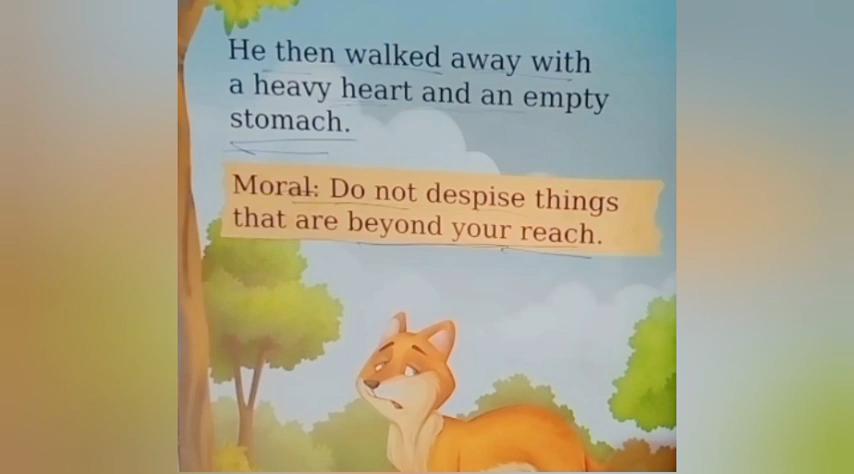 He then walked away with
a heavy heart and an empty
stomach.
Moral: Do not despise things
that are beyond your reach.